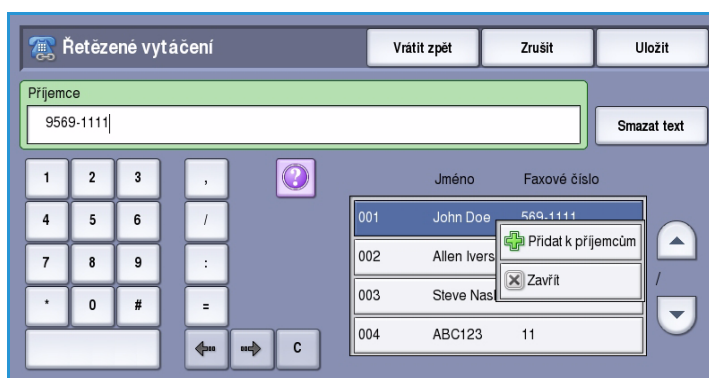 Řetězené vytáčení
Vrátit zpět
Zrušit
Uložit
Příjemce
9569-1111
Smazat text
1 2 3 ,
4 5 6 /
7 8 9 :
* 0 # =
C
?
Jméno Faxové číslo
001 John Doe 569-1111
Přidat k příjemcům
002 Allen Ivers
Zavřít
003 Steve Nas
004 ABC123 11
/